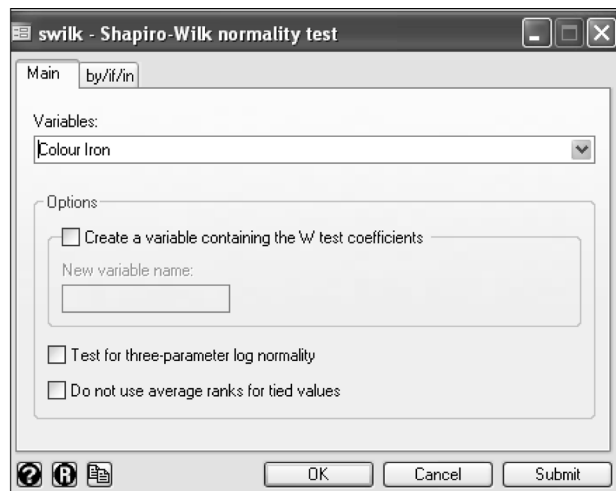 swilk - Shapiro-Wilk normality test
Main by/if/in
Variables:
Colour Iron
Options
Create a variable containing the W test coefficients
New variable name:
Test for three-parameter log normality
Do not use average ranks for tied values
? R OK Cancel Submit